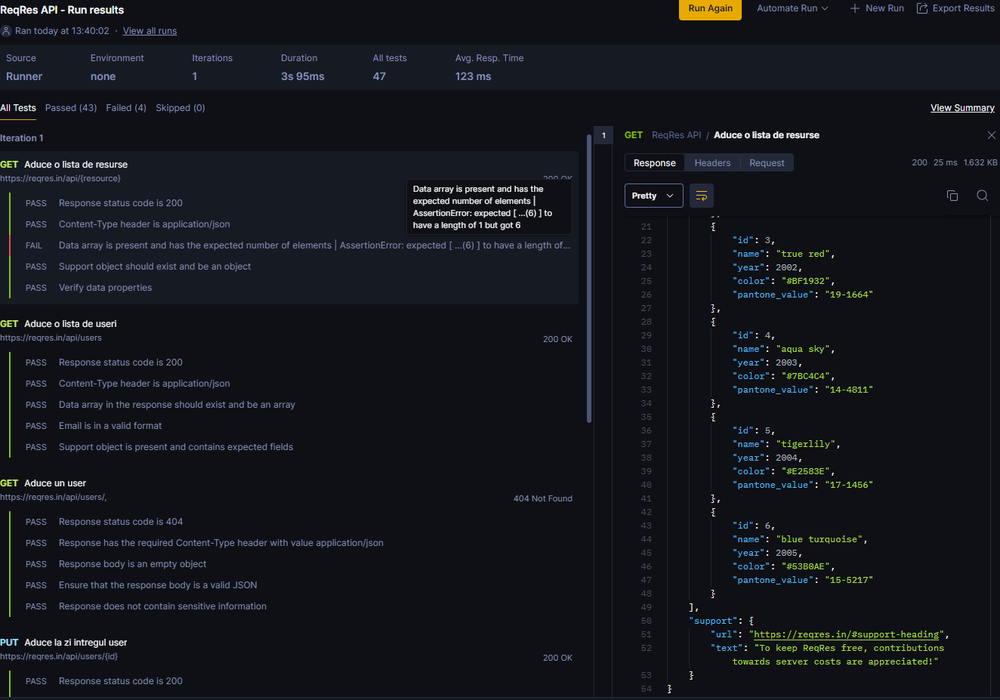 ReqRes API - Run results
Run Again
Automate Run
New Run
Export Results
Ran today at 13:40:02 · View all runs
Source
Environment
Iterations
Duration
All tests
Avg. Resp. Time
Runner
none
1
3s 95ms
47
123 ms
All Tests
Passed (43)
Failed (4)
Skipped (0)
View Summary
Iteration 1
GET Aduce o lista de resurse
https://reqres.in/api/{resource}
200 OK
PASS Response status code is 200
PASS Content-Type header is application/json
FAIL Data array is present and has the expected number of elements | AssertionError: expected [ …(6) ] to have a length of...
PASS Support object should exist and be an object
PASS Verify data properties
Data array is present and has the
expected number of elements |
AssertionError: expected [ …(6) ] to
have a length of 1 but got 6
GET Aduce o lista de useri
https://reqres.in/api/users
200 OK
PASS Response status code is 200
PASS Content-Type header is application/json
PASS Data array in the response should exist and be an array
PASS Email is in a valid format
PASS Support object is present and contains expected fields
GET Aduce un user
https://reqres.in/api/users/,
404 Not Found
PASS Response status code is 404
PASS Response has the required Content-Type header with value application/json
PASS Response body is an empty object
PASS Ensure that the response body is a valid JSON
PASS Response does not contain sensitive information
PUT Aduce la zi intregul user
https://reqres.in/api/users/{id}
200 OK
PASS Response status code is 200
1
GET ReqRes API / Aduce o lista de resurse
Response
Headers
Request
200 25 ms 1.632 KB
Pretty
21 {
22 "id": 3,
23 "name": "true red",
24 "year": 2002,
25 "color": "#BF1932",
26 "pantone_value": "19-1664"
27 },
28 {
29 "id": 4,
30 "name": "aqua sky",
31 "year": 2003,
32 "color": "#7BC4C4",
33 "pantone_value": "14-4811"
34 },
35 {
36 "id": 5,
37 "name": "tigerlily",
38 "year": 2004,
39 "color": "#E2583E",
40 "pantone_value": "17-1456"
41 },
42 {
43 "id": 6,
44 "name": "blue turquoise",
45 "year": 2005,
46 "color": "#53B0AE",
47 "pantone_value": "15-5217"
48 }
49 ],
50 "support": {
51 "url": "https://reqres.in/#support-heading",
52 "text": "To keep ReqRes free, contributions
towards server costs are appreciated!"
53 }
54 }